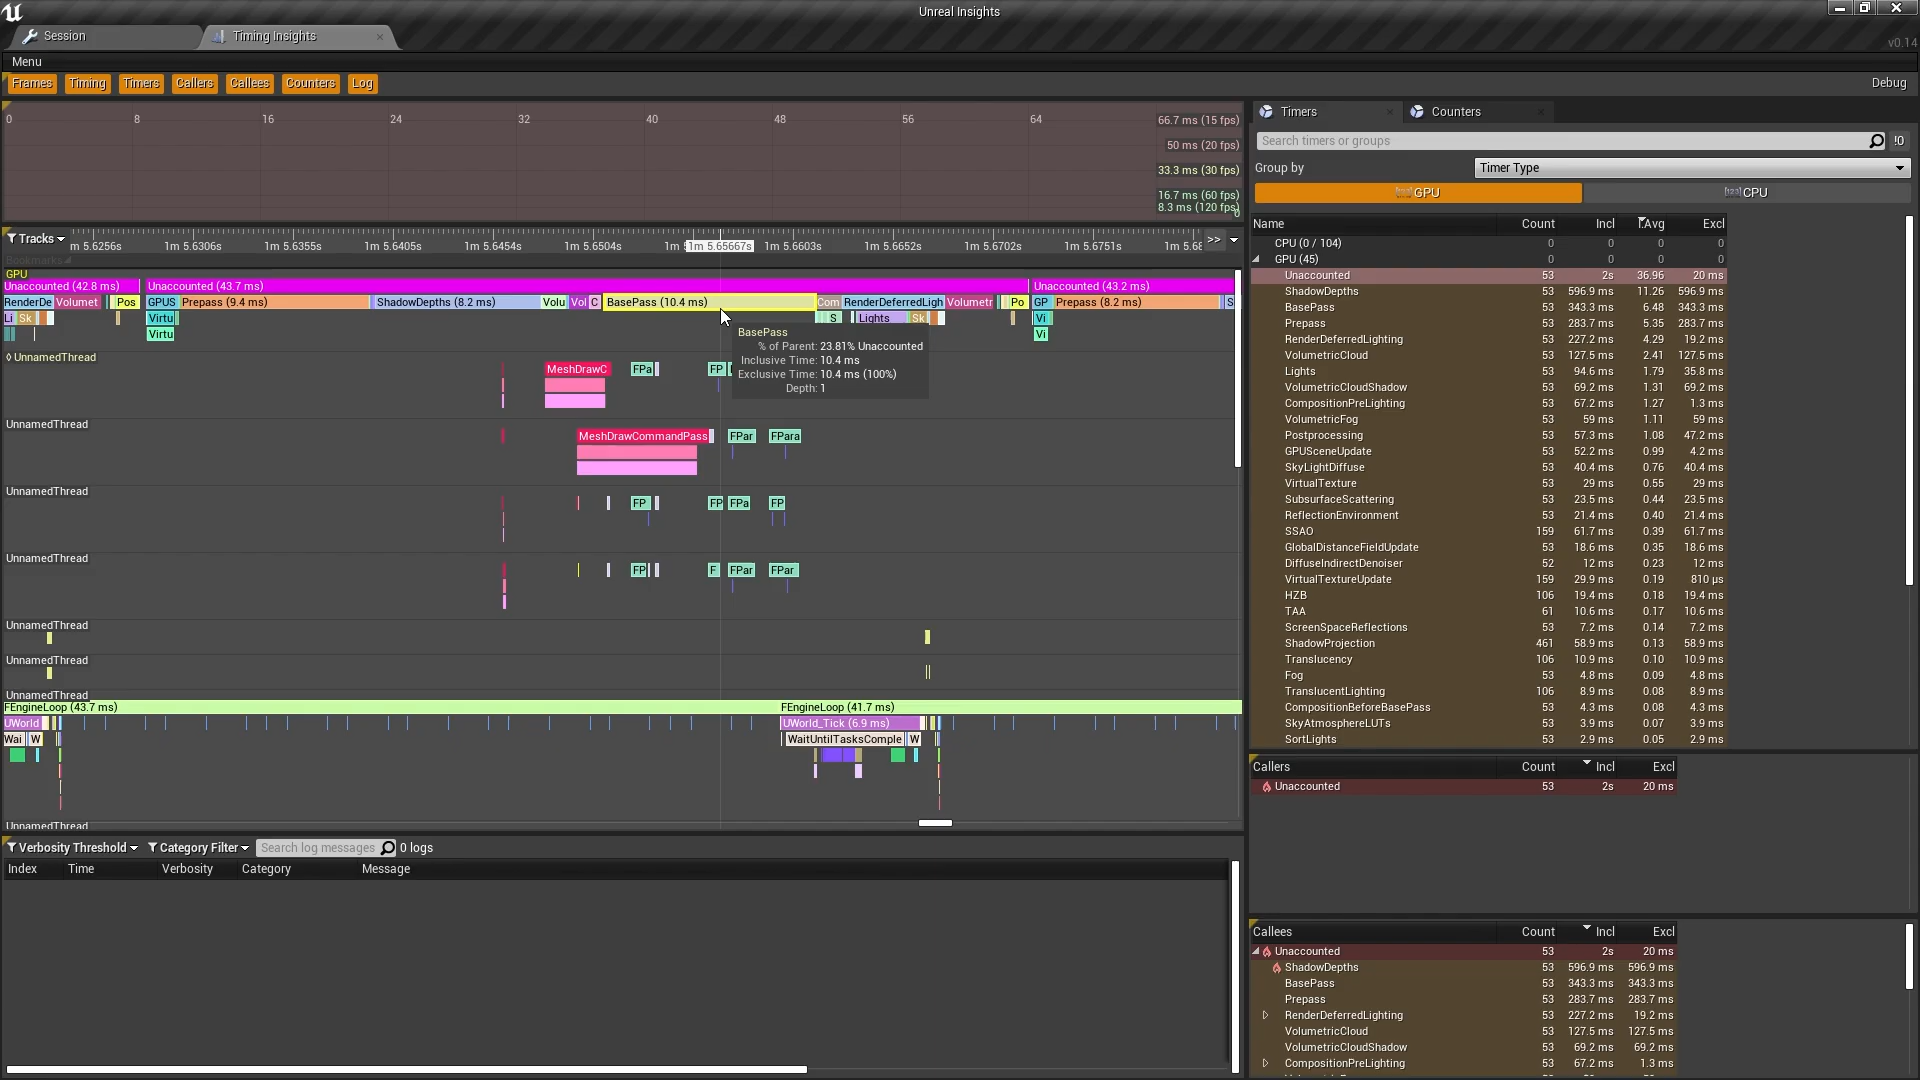 Unreal Insights
Session
Timing Insights
v0.14
Menu
Frames Timing Timers Callers Callees Counters Log
Debug
0 8 16 24 32 40 48 56 64
66.7 ms (15 fps)
50 ms (20 fps)
33.3 ms (30 fps)
16.7 ms (60 fps)
8.3 ms (120 fps)
0
Tracks
m 5.6256s 1m 5.6306s 1m 5.6355s 1m 5.6405s 1m 5.6454s 1m 5.6504s 1m 5 1m 5.65667s 1m 5.6603s 1m 5.6652s 1m 5.6702s 1m 5.6751s 1m 5.68 >>
Bookmarks
GPU
Unaccounted (42.8 ms) Unaccounted (43.7 ms) Unaccounted (43.2 ms)
RenderDe Volumet Pos GPUS Prepass (9.4 ms) ShadowDepths (8.2 ms) Volu Vol C BasePass (10.4 ms) Com RenderDeferredLigh Volumetr Po GP Prepass (8.2 ms) S
Li Sk Virtu S Lights Sk Vi
Virtu Vi
BasePass
% of Parent: 23.81% Unaccounted
Inclusive Time: 10.4 ms
Exclusive Time: 10.4 ms (100%)
Depth: 1
UnnamedThread
MeshDrawC FPa FP
UnnamedThread
MeshDrawCommandPass FPar FPara
UnnamedThread
FP FP FPa FP
UnnamedThread
FP F FPar FPar
UnnamedThread
UnnamedThread
UnnamedThread
FEngineLoop (43.7 ms) FEngineLoop (41.7 ms)
UWorld UWorld_Tick (6.9 ms)
Wai W WaitUntilTasksComple W
UnnamedThread
Verbosity Threshold Category Filter Search log messages 0 logs
Index Time Verbosity Category Message
Timers Counters
Search timers or groups
!0
Group by Timer Type
GPU CPU
Name Count Incl Avg Excl
CPU (0 / 104) 0 0 0 0
GPU (45) 0 0 0 0
Unaccounted 53 2s 36.96 20 ms
ShadowDepths 53 596.9 ms 11.26 596.9 ms
BasePass 53 343.3 ms 6.48 343.3 ms
Prepass 53 283.7 ms 5.35 283.7 ms
RenderDeferredLighting 53 227.2 ms 4.29 19.2 ms
VolumetricCloud 53 127.5 ms 2.41 127.5 ms
Lights 53 94.6 ms 1.79 35.8 ms
VolumetricCloudShadow 53 69.2 ms 1.31 69.2 ms
CompositionPreLighting 53 67.2 ms 1.27 1.3 ms
VolumetricFog 53 59 ms 1.11 59 ms
Postprocessing 53 57.3 ms 1.08 47.2 ms
GPUSceneUpdate 53 52.2 ms 0.99 4.2 ms
SkyLightDiffuse 53 40.4 ms 0.76 40.4 ms
VirtualTexture 53 29 ms 0.55 29 ms
SubsurfaceScattering 53 23.5 ms 0.44 23.5 ms
ReflectionEnvironment 53 21.4 ms 0.40 21.4 ms
SSAO 159 61.7 ms 0.39 61.7 ms
GlobalDistanceFieldUpdate 53 18.6 ms 0.35 18.6 ms
DiffuseIndirectDenoiser 52 12 ms 0.23 12 ms
VirtualTextureUpdate 159 29.9 ms 0.19 810 µs
HZB 106 19.4 ms 0.18 19.4 ms
TAA 61 10.6 ms 0.17 10.6 ms
ScreenSpaceReflections 53 7.2 ms 0.14 7.2 ms
ShadowProjection 461 58.9 ms 0.13 58.9 ms
Translucency 106 10.9 ms 0.10 10.9 ms
Fog 53 4.8 ms 0.09 4.8 ms
TranslucentLighting 106 8.9 ms 0.08 8.9 ms
CompositionBeforeBasePass 53 4.3 ms 0.08 4.3 ms
SkyAtmosphereLUTs 53 3.9 ms 0.07 3.9 ms
SortLights 53 2.9 ms 0.05 2.9 ms
Callers Count Incl Excl
Unaccounted 53 2s 20 ms
Callees Count Incl Excl
Unaccounted 53 2s 20 ms
ShadowDepths 53 596.9 ms 596.9 ms
BasePass 53 343.3 ms 343.3 ms
Prepass 53 283.7 ms 283.7 ms
RenderDeferredLighting 53 227.2 ms 19.2 ms
VolumetricCloud 53 127.5 ms 127.5 ms
VolumetricCloudShadow 53 69.2 ms 69.2 ms
CompositionPreLighting 53 67.2 ms 1.3 ms